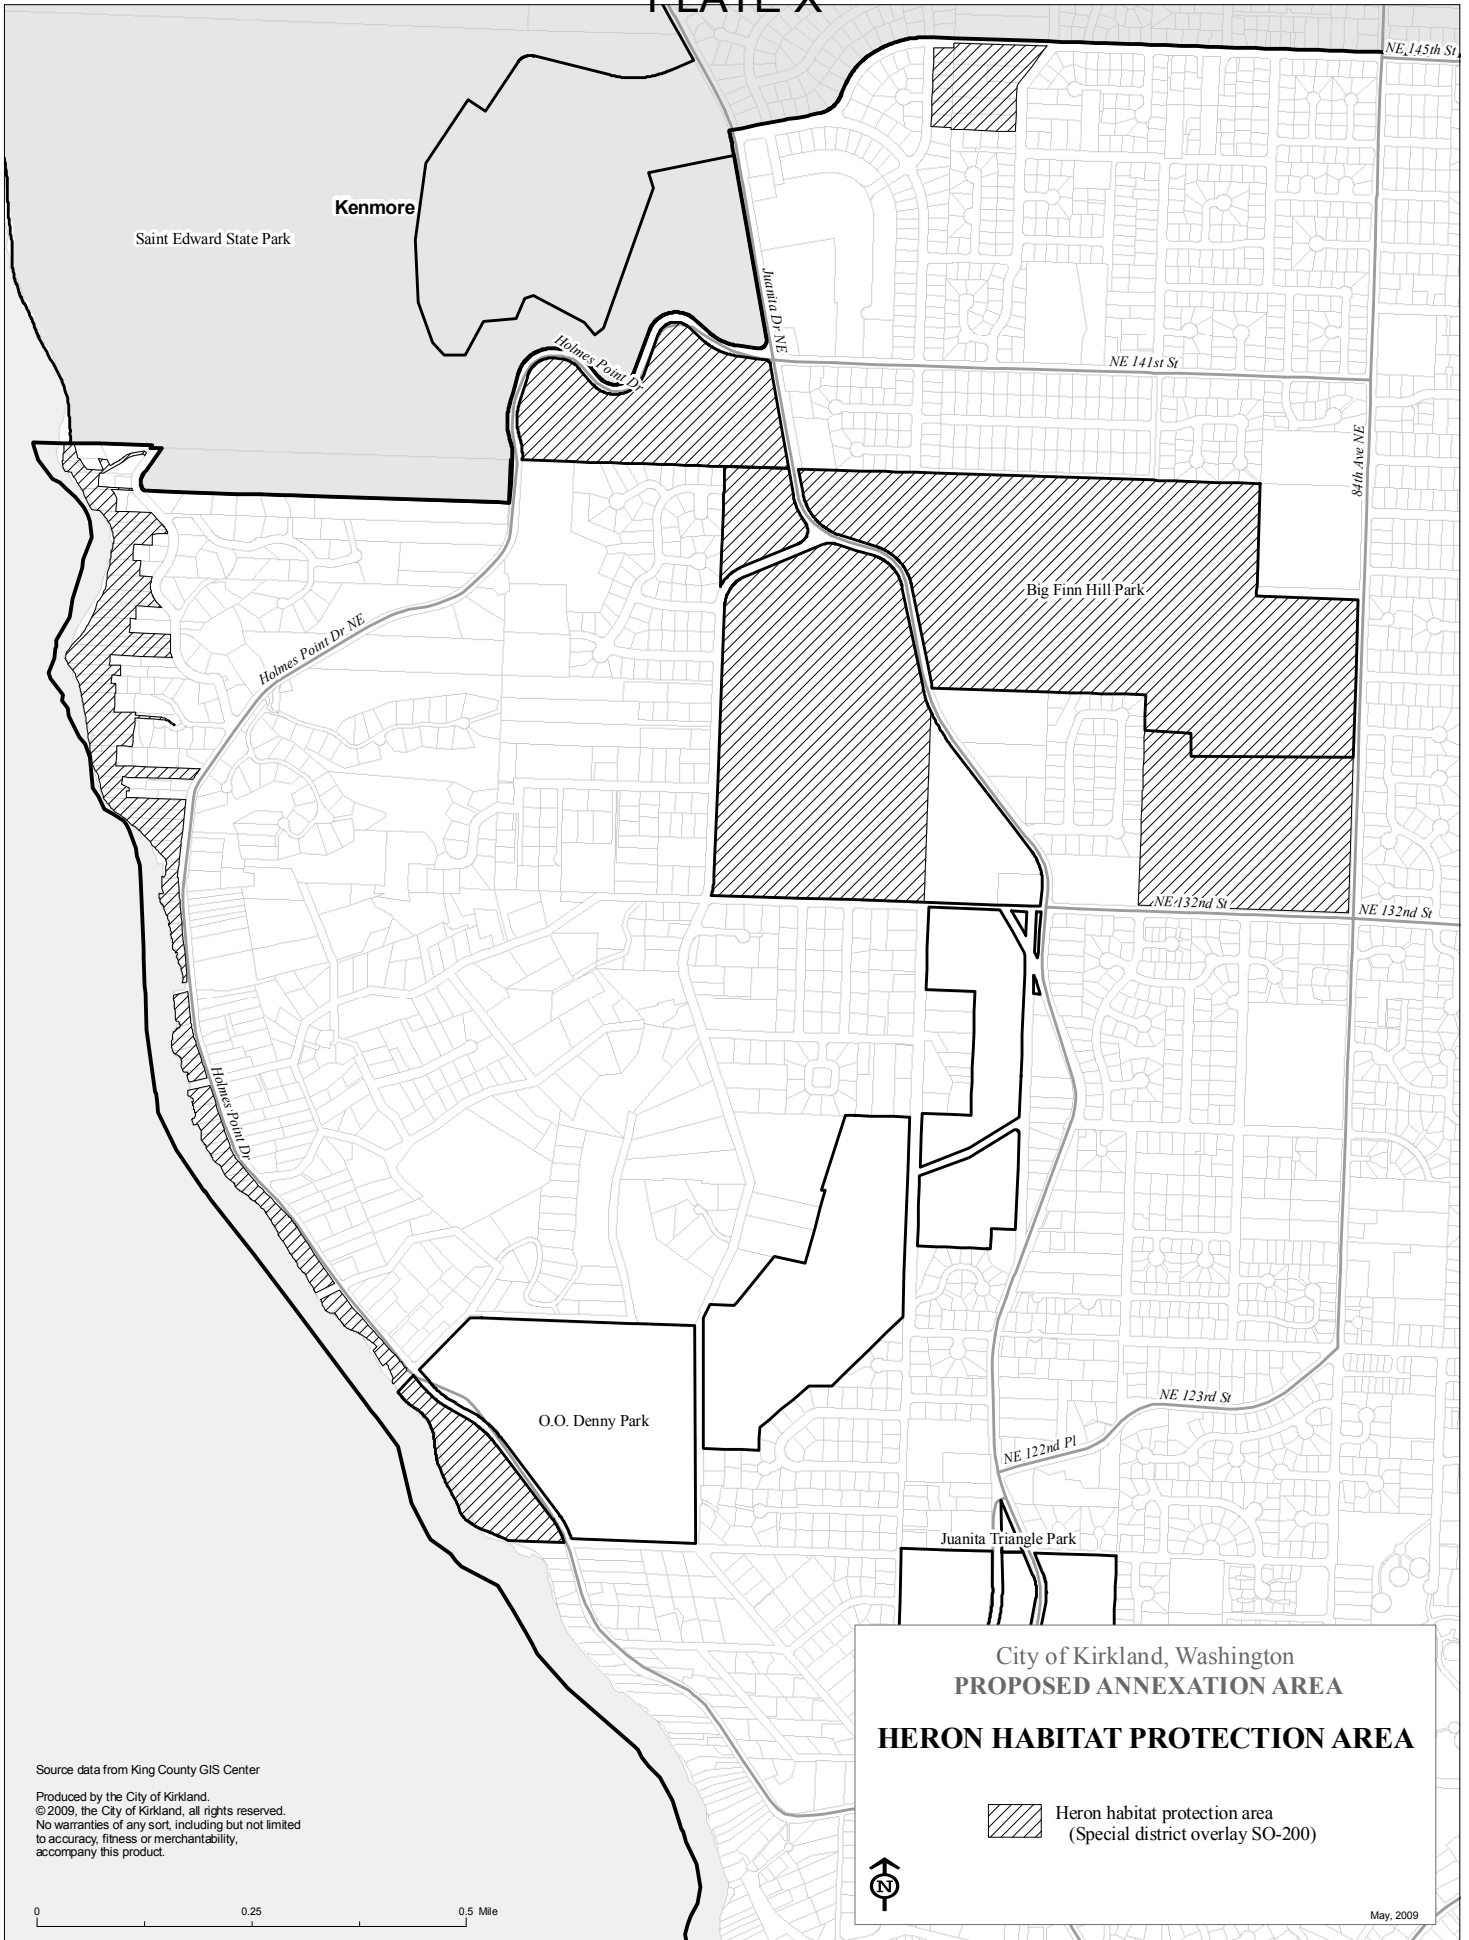 PLATE X
NE 145th St
Kenmore
Saint Edward State Park
Juanita Dr NE
Holmes Point Dr
NE 141st St
84th Ave NE
Big Finn Hill Park
Holmes Point Dr NE
NE 132nd St
NE 132nd St
Holmes Point Dr
NE 123rd St
O.O. Denny Park
NE 122nd Pl
Juanita Triangle Park
City of Kirkland, Washington
PROPOSED ANNEXATION AREA
HERON HABITAT PROTECTION AREA
Heron habitat protection area
(Special district overlay SO-200)
N
May, 2009
Source data from King County GIS Center
Produced by the City of Kirkland.
© 2009, the City of Kirkland, all rights reserved.
No warranties of any sort, including but not limited
to accuracy, fitness or merchantability,
accompany this product.
0 0.25 0.5 Mile